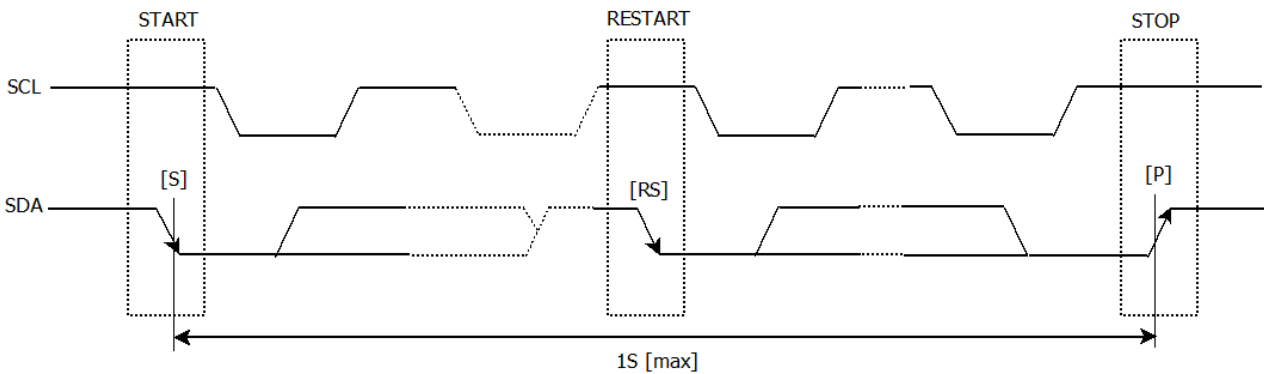 START RESTART STOP
SCL
[S] [RS] [P]
SDA
1S [max]